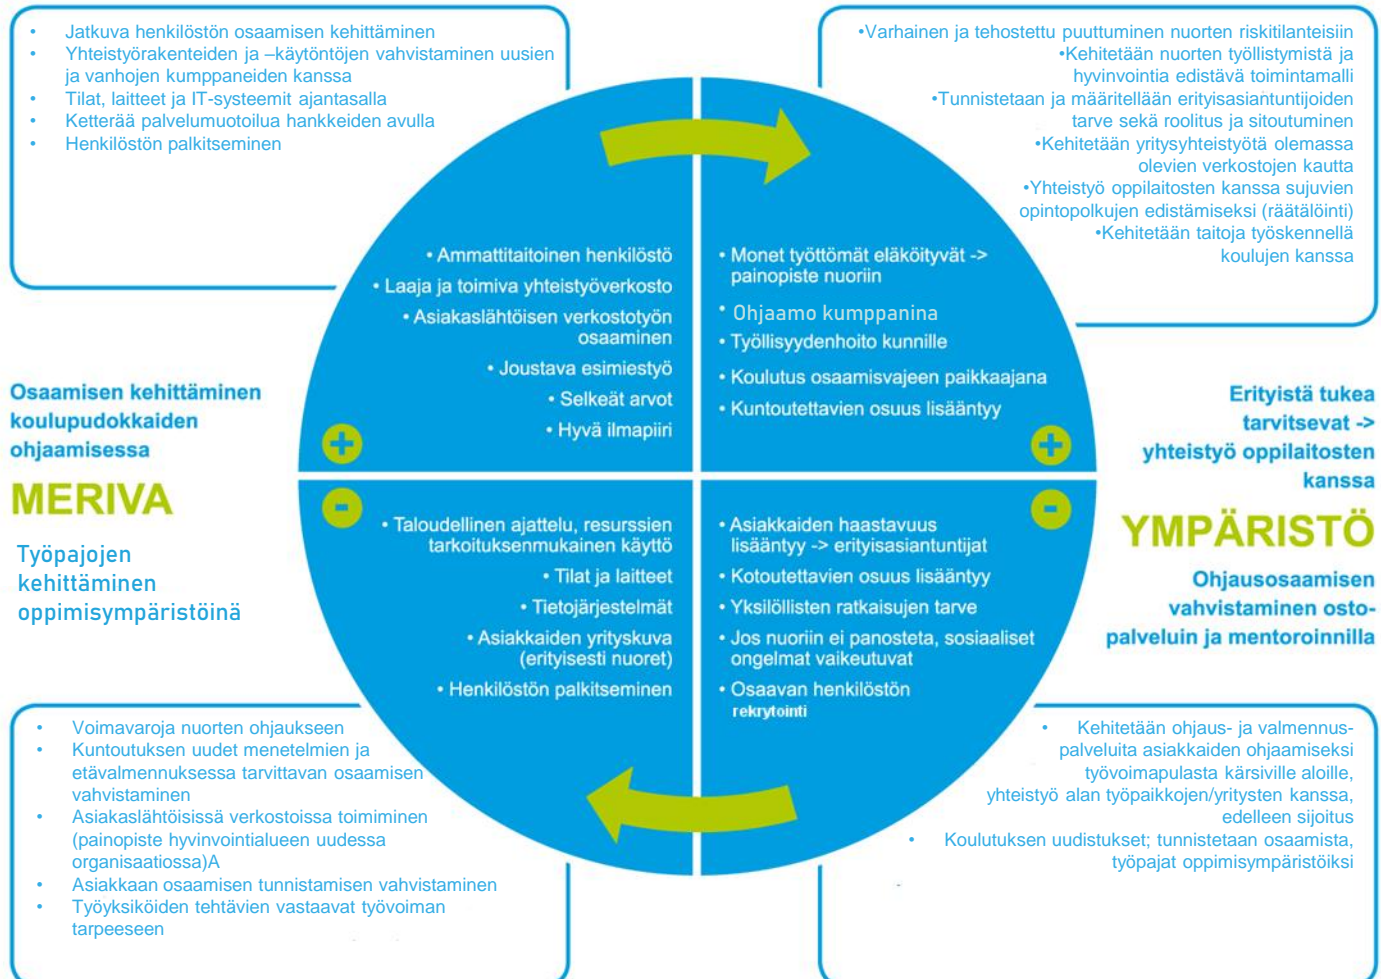 • Jatkuva henkilöstön osaamisen kehittäminen
• Yhteistyörakenteiden ja –käytöntöjen vahvistaminen uusien
ja vanhojen kumppaneiden kanssa
• Tilat, laitteet ja IT-systeemit ajantasalla
• Ketterää palvelumuotoilua hankkeiden avulla
• Henkilöstön palkitseminen
•Varhainen ja tehostettu puuttuminen nuorten riskitilanteisiin
•Kehitetään nuorten työllistymistä ja
hyvinvointia edistävä toimintamalli
•Tunnistetaan ja määritellään erityisasiantuntijoiden
tarve sekä roolitus ja sitoutuminen
•Kehitetään yritysyhteistyötä olemassa
olevien verkostojen kautta
•Yhteistyö oppilaitosten kanssa sujuvien
opintopolkujen edistämiseksi (räätälöinti)
•Kehitetään taitoja työskennellä
koulujen kanssa
• Ammattitaitoinen henkilöstö
• Laaja ja toimiva yhteistyöverkosto
• Asiakaslähtöisen verkostotyön
osaaminen
• Joustava esimiestyö
• Selkeät arvot
• Hyvä ilmapiiri
+
• Monet työttömät eläköityvät ->
painopiste nuoriin
• Ohjaamo kumppanina
• Työllisyydenhoito kunnille
• Koulutus osaamisvajeen paikkaajana
• Kuntoutettavien osuus lisääntyy
+
Osaamisen kehittäminen
koulupudokkaiden
ohjaamisessa
MERIVA
Työpajojen
kehittäminen
oppimisympäristöinä
Erityistä tukea
tarvitsevat ->
yhteistyö oppilaitosten
kanssa
YMPÄRISTÖ
Ohjausosaamisen
vahvistaminen osto-
palveluin ja mentoroinnilla
-
• Taloudellinen ajattelu, resurssien
tarkoituksenmukainen käyttö
• Tilat ja laitteet
• Tietojärjestelmät
• Asiakkaiden yrityskuva
(erityisesti nuoret)
• Henkilöstön palkitseminen
-
• Asiakkaiden haastavuus
lisääntyy -> erityisasiantuntijat
• Kotoutettavien osuus lisääntyy
• Yksilöllisten ratkaisujen tarve
• Jos nuoriin ei panosteta, sosiaaliset
ongelmat vaikeutuvat
• Osaavan henkilöstön
rekrytointi
• Voimavaroja nuorten ohjaukseen
• Kuntoutuksen uudet menetelmien ja
etävalmennuksessa tarvittavan osaamisen
vahvistaminen
• Asiakaslähtöisissä verkostoissa toimiminen
(painopiste hyvinvointialueen uudessa
organisaatiossa)A
• Asiakkaan osaamisen tunnistamisen vahvistaminen
• Työyksiköiden tehtävien vastaavat työvoiman
tarpeeseen
• Kehitetään ohjaus- ja valmennus-
palveluita asiakkaiden ohjaamiseksi
työvoimapulasta kärsiville aloille,
yhteistyö alan työpaikkojen/yritysten kanssa,
edelleen sijoitus
• Koulutuksen uudistukset; tunnistetaan osaamista,
työpajat oppimisympäristöiksi
-